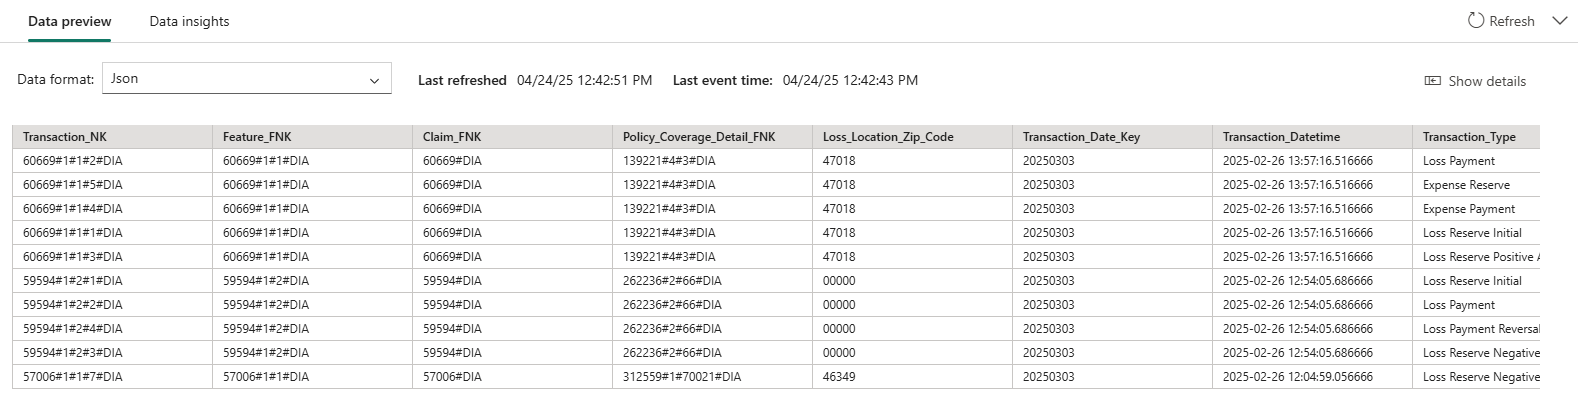 Data preview Data insights Refresh
Data format: Json Last refreshed 04/24/25 12:42:51 PM Last event time: 04/24/25 12:42:43 PM Show details
Transaction_NK Feature_FNK Claim_FNK Policy_Coverage_Detail_FNK Loss_Location_Zip_Code Transaction_Date_Key Transaction_Datetime Transaction_Type
60669#1#1#2#DIA 60669#1#1#DIA 60669#DIA 139221#4#3#DIA 47018 20250303 2025-02-26 13:57:16.516666 Loss Payment
60669#1#1#5#DIA 60669#1#1#DIA 60669#DIA 139221#4#3#DIA 47018 20250303 2025-02-26 13:57:16.516666 Expense Reserve
60669#1#1#4#DIA 60669#1#1#DIA 60669#DIA 139221#4#3#DIA 47018 20250303 2025-02-26 13:57:16.516666 Expense Payment
60669#1#1#1#DIA 60669#1#1#DIA 60669#DIA 139221#4#3#DIA 47018 20250303 2025-02-26 13:57:16.516666 Loss Reserve Initial
60669#1#1#3#DIA 60669#1#1#DIA 60669#DIA 139221#4#3#DIA 47018 20250303 2025-02-26 13:57:16.516666 Loss Reserve Positive A
59594#1#2#1#DIA 59594#1#2#DIA 59594#DIA 262236#2#66#DIA 00000 20250303 2025-02-26 12:54:05.686666 Loss Reserve Initial
59594#1#2#2#DIA 59594#1#2#DIA 59594#DIA 262236#2#66#DIA 00000 20250303 2025-02-26 12:54:05.686666 Loss Payment
59594#1#2#4#DIA 59594#1#2#DIA 59594#DIA 262236#2#66#DIA 00000 20250303 2025-02-26 12:54:05.686666 Loss Payment Reversal
59594#1#2#3#DIA 59594#1#2#DIA 59594#DIA 262236#2#66#DIA 00000 20250303 2025-02-26 12:54:05.686666 Loss Reserve Negative
57006#1#1#7#DIA 57006#1#1#DIA 57006#DIA 312559#1#70021#DIA 46349 20250303 2025-02-26 12:04:59.056666 Loss Reserve Negative